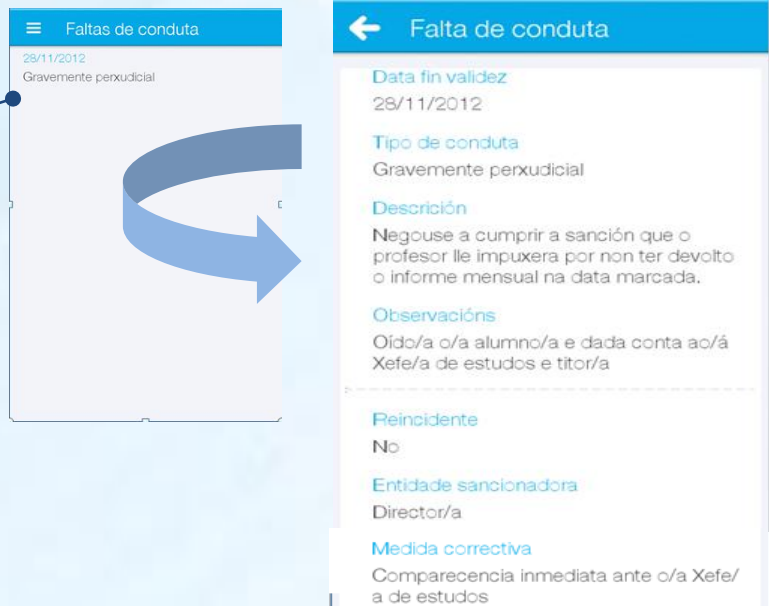 Faltas de conduta
28/11/2012
Gravemente perxudicial
Falta de conduta
Data fin validez
28/11/2012
Tipo de conduta
Gravemente perxudicial
Descrición
Negouse a cumprir a sanción que o
profesor lle impuxera por non ter devolto
o informe mensual na data marcada.
Observacións
Oído/a o/a alumno/a e dada conta ao/á
Xefe/a de estudos e titor/a
Reincidente
No
Entidade sancionadora
Director/a
Medida correctiva
Comparecencia inmediata ante o/a Xefe/
a de estudos